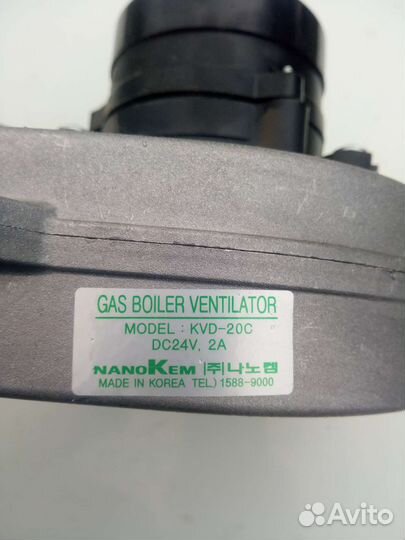 GAS BOILER VENTILATOR
MODEL : KVD-20C
DC24V, 2A
NANOKEM (주)나노켐
MADE IN KOREA TEL) 1588-9000
Avito